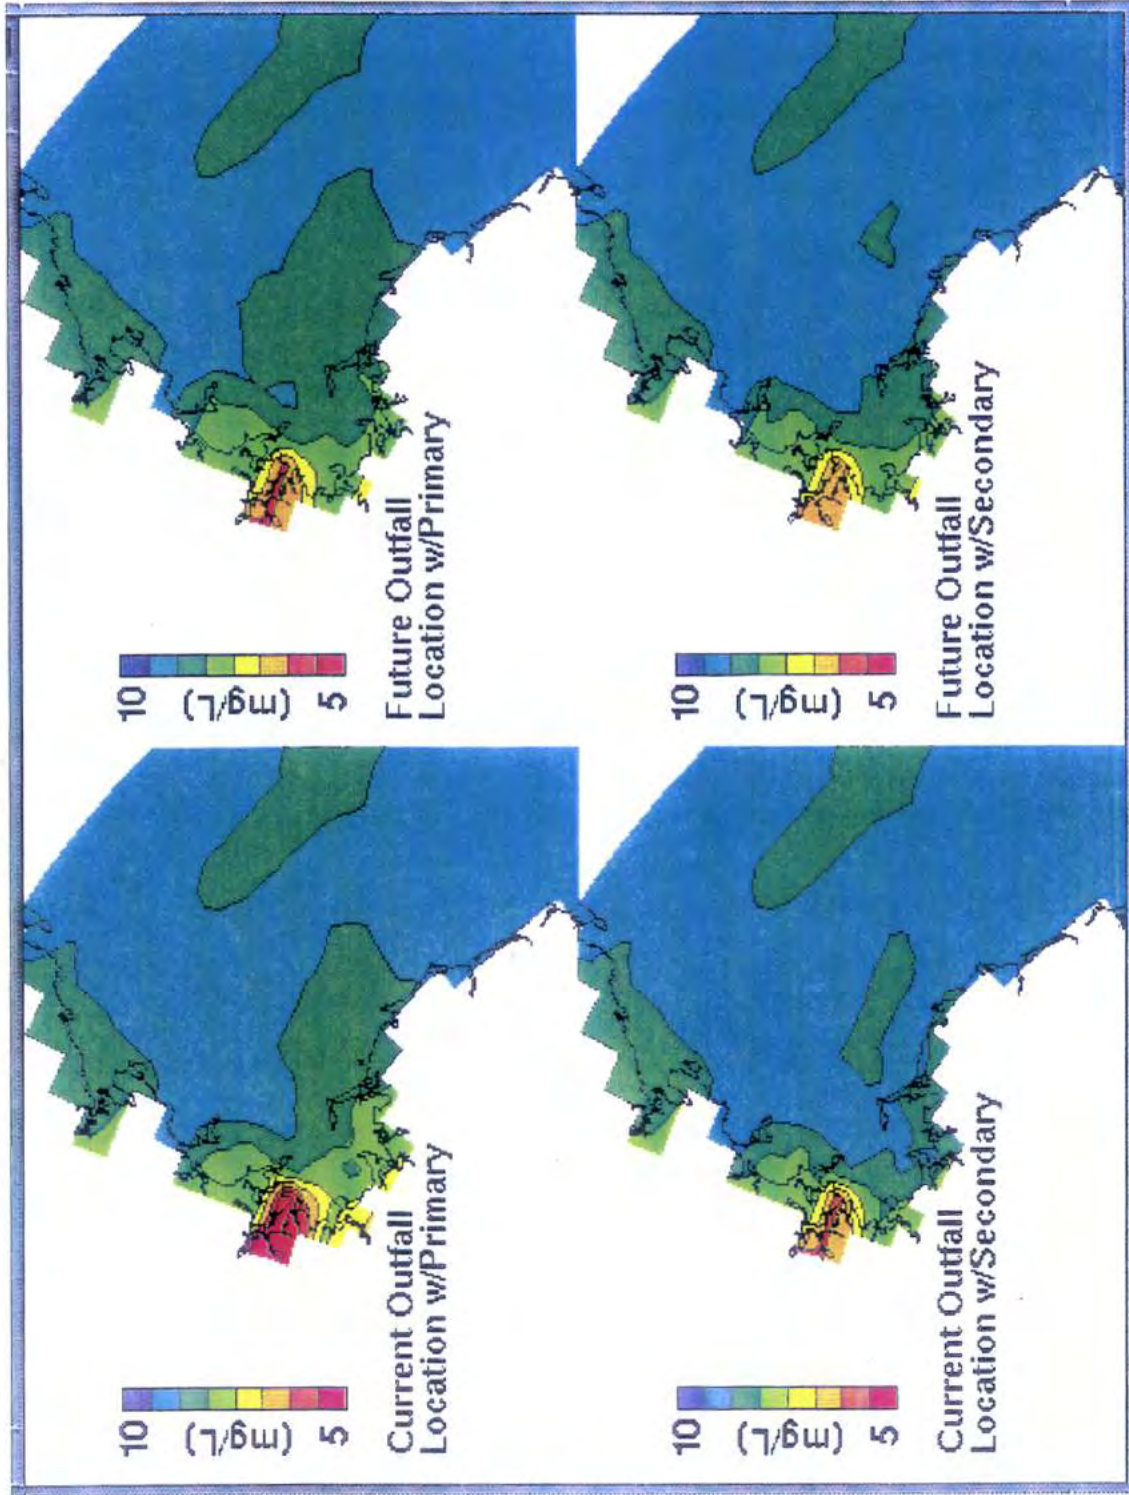 10
(mg/L)
5
Current Outfall
Location w/Primary
10
(mg/L)
5
Current Outfall
Location w/Secondary
10
(mg/L)
5
Future Outfall
Location w/Primary
10
(mg/L)
5
Future Outfall
Location w/Secondary